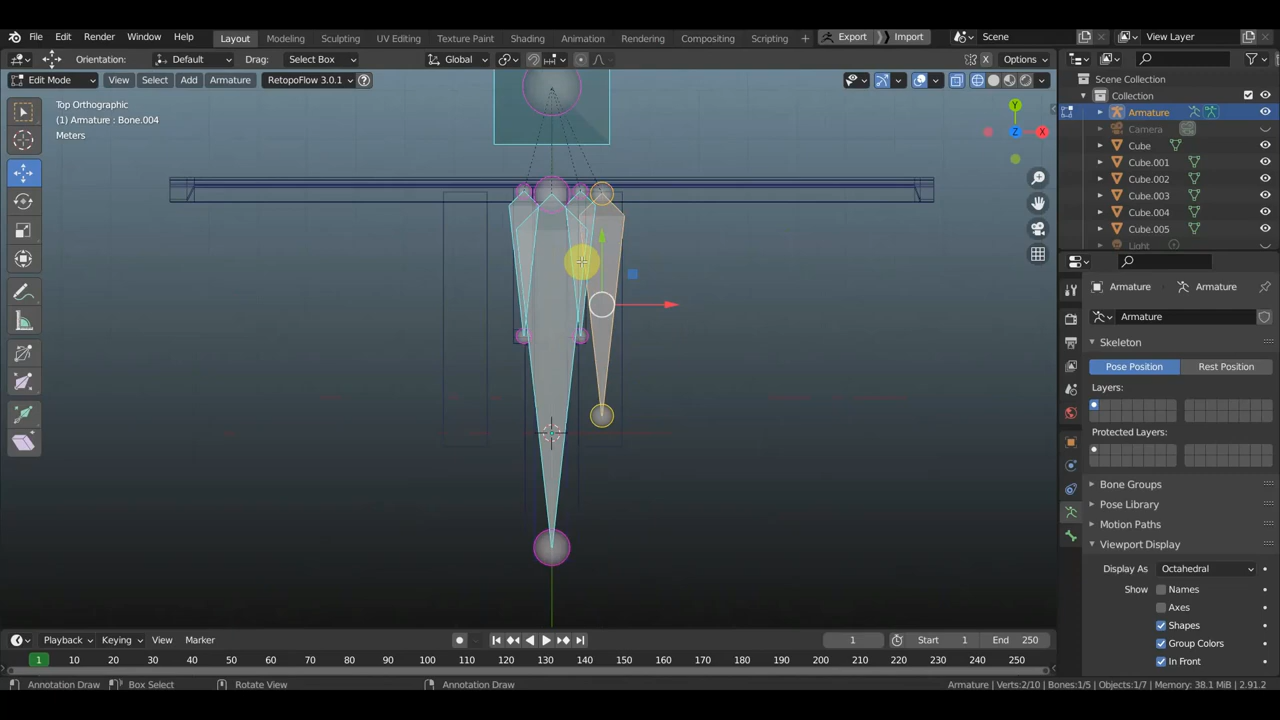 File Edit Render Window Help Layout Modeling Sculpting UV Editing Texture Paint Shading Animation Rendering Compositing Scripting + Export Import Scene View Layer
Orientation: Default Drag: Select Box Global X Options
Edit Mode View Select Add Armature RetopoFlow 3.0.1 ?
Top Orthographic
(1) Armature : Bone.004
Meters
Y
Z
X
Scene Collection
Collection
Armature
Camera
Cube
Cube.001
Cube.002
Cube.003
Cube.004
Cube.005
Light
Armature Armature
Armature
Skeleton
Pose Position Rest Position
Layers:
Protected Layers:
Bone Groups
Pose Library
Motion Paths
Viewport Display
Display As Octahedral
Show Names
Axes
Shapes
Group Colors
In Front
Playback Keying View Marker 1 Start 1 End 250
1 10 20 30 40 50 60 70 80 90 100 110 120 130 140 150 160 170 180 190 200 210 220 230 240 250
Annotation Draw Box Select Rotate View Annotation Draw Armature | Verts:2/10 | Bones:1/5 | Objects:1/7 | Memory: 38.1 MiB | 2.91.2